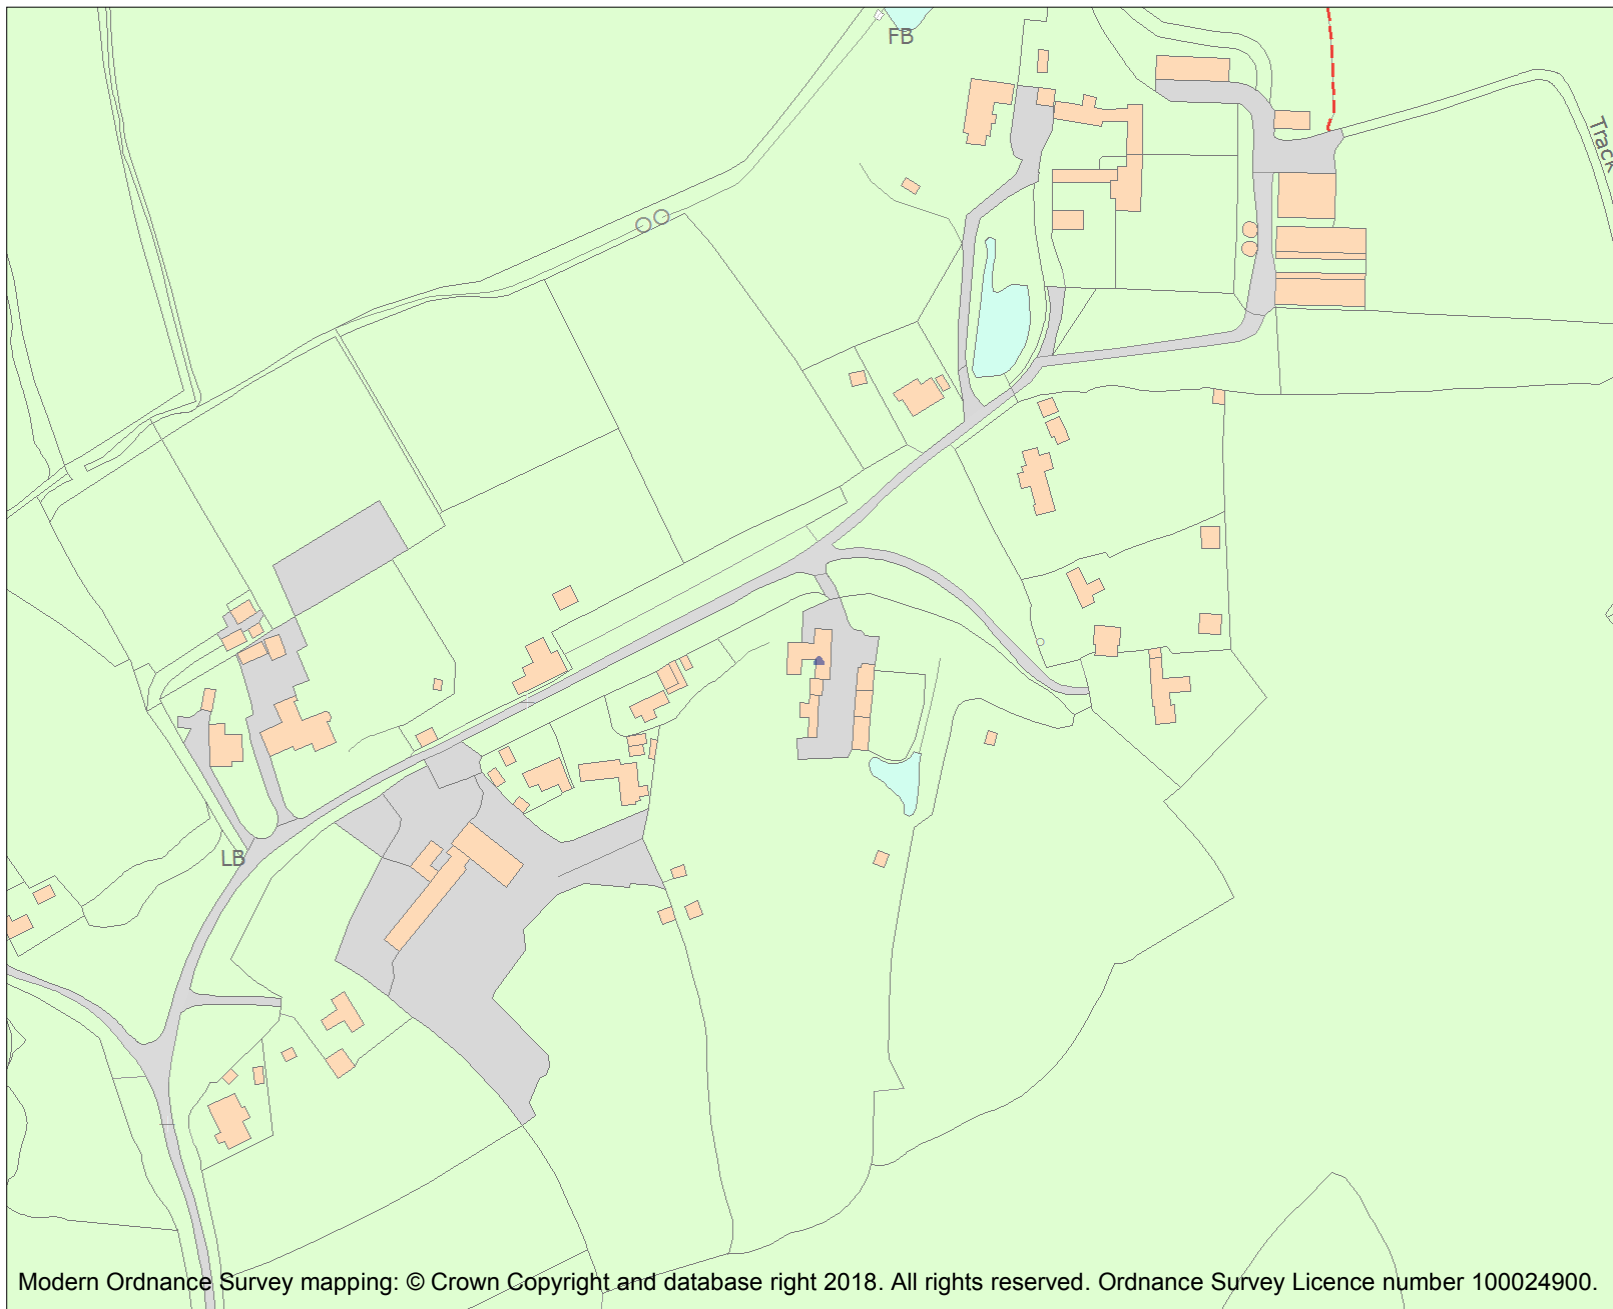 FB
Track
LB
Modern Ordnance Survey mapping: © Crown Copyright and database right 2018. All rights reserved. Ordnance Survey Licence number 100024900.